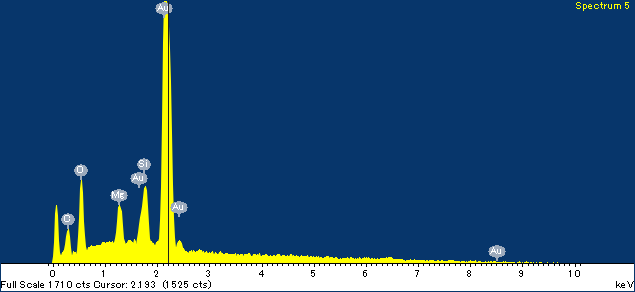 Spectrum 5
Au
Si
O
Au
Mg
Au
C
Au
0 1 2 3 4 5 6 7 8 9 10
Full Scale 1710 cts Cursor: 2.193 (1525 cts) keV